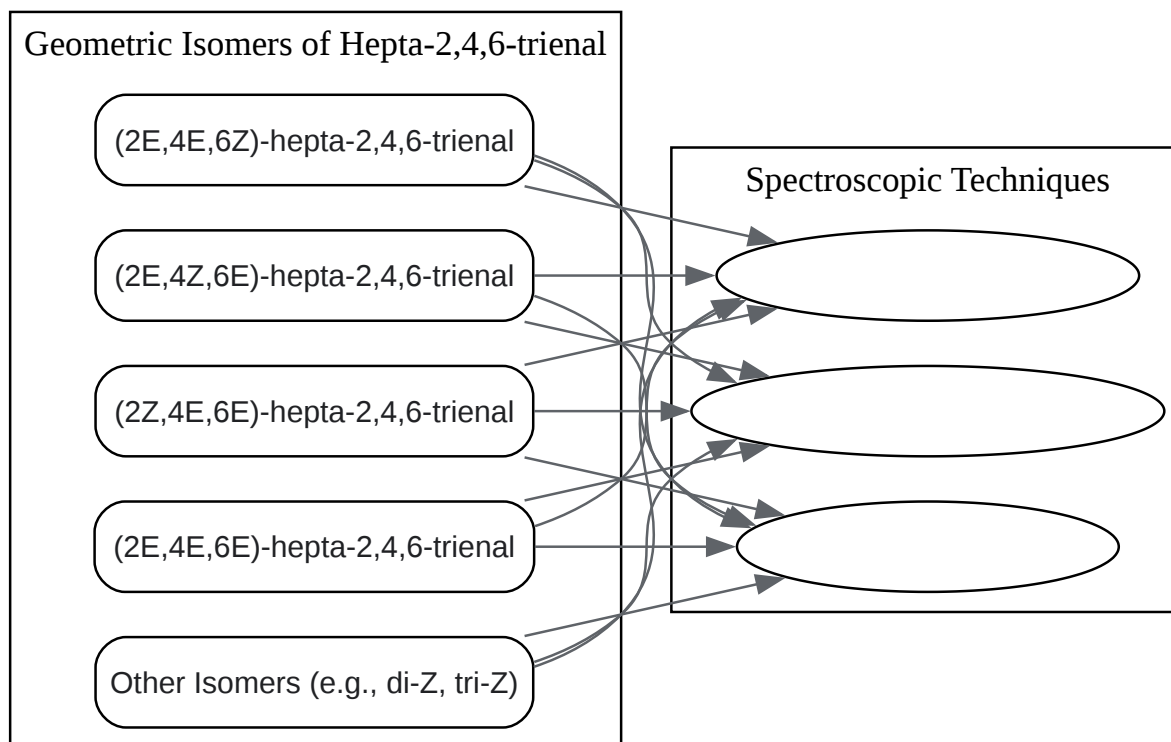 Geometric Isomers of Hepta-2,4,6-trienal
(2E,4E,6Z)-hepta-2,4,6-trienal
(2E,4Z,6E)-hepta-2,4,6-trienal
(2Z,4E,6E)-hepta-2,4,6-trienal
(2E,4E,6E)-hepta-2,4,6-trienal
Other Isomers (e.g., di-Z, tri-Z)
Spectroscopic Techniques